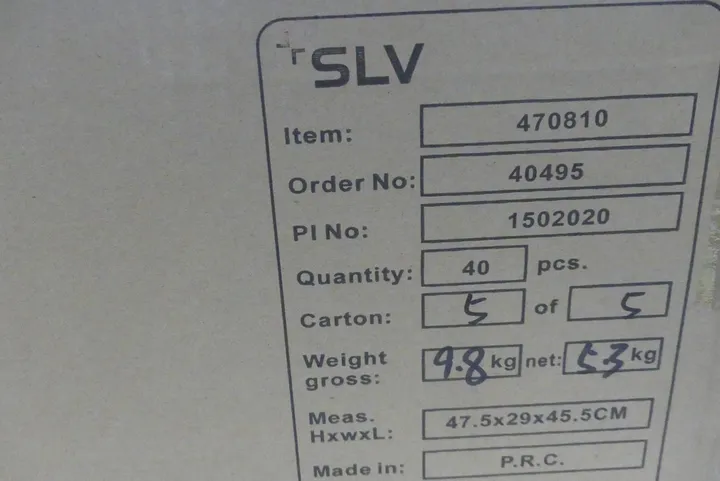 SLV
Item: 470810
Order No: 40495
PI No: 1502020
Quantity: 40 pcs.
Carton: 5 of 5
Weight gross: 9.8 kg net: 5.3 kg
Meas. HxwxL: 47.5x29x45.5CM
Made in: P.R.C.